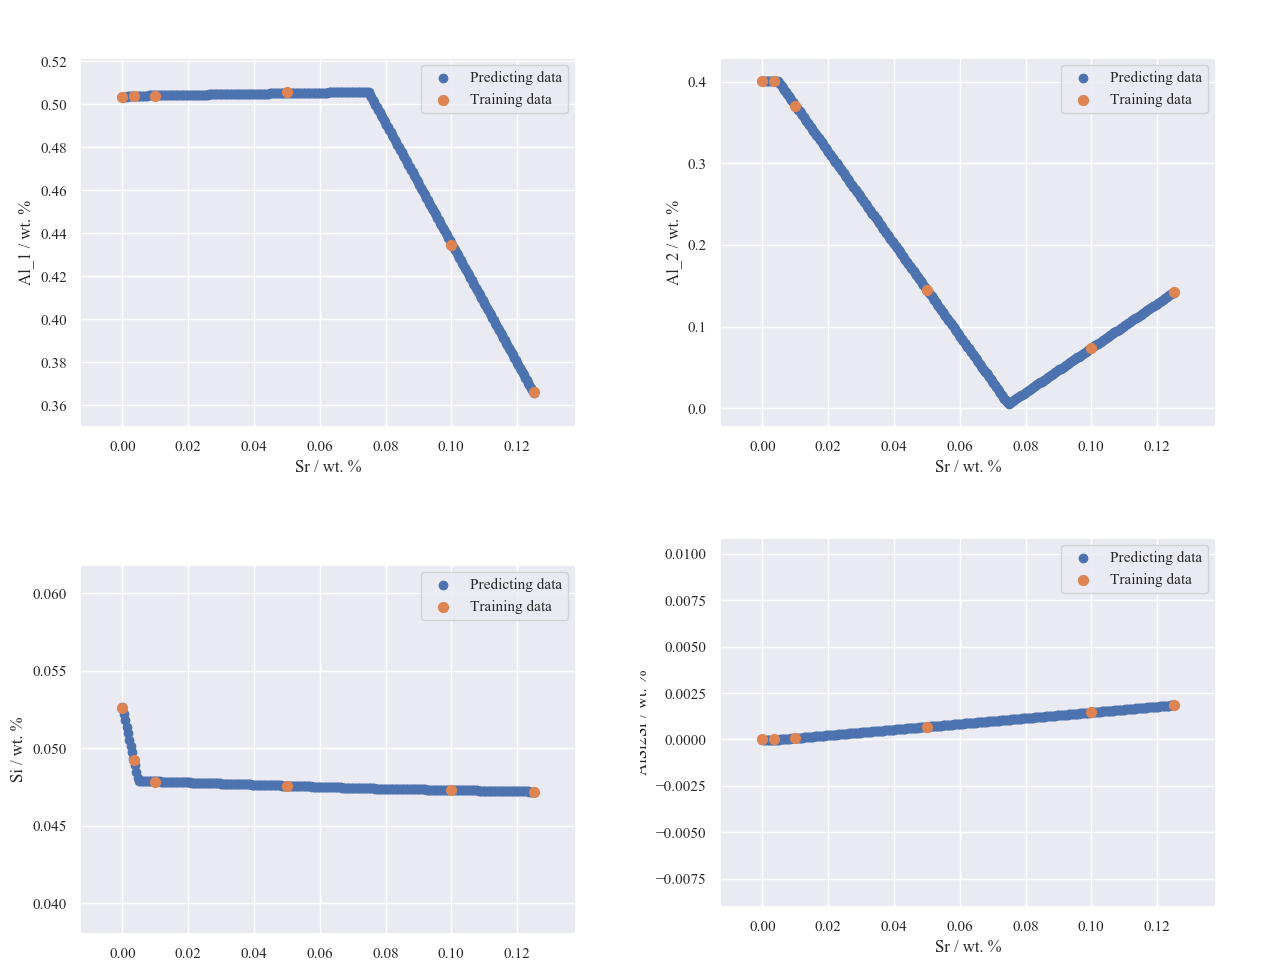 0.52
0.50
0.48
0.46
0.44
0.42
0.40
0.38
0.36
Al_1 / wt. %
0.00 0.02 0.04 0.06 0.08 0.10 0.12
Sr / wt. %
Predicting data
Training data
0.4
0.3
0.2
0.1
0.0
Al_2 / wt. %
0.00 0.02 0.04 0.06 0.08 0.10 0.12
Sr / wt. %
Predicting data
Training data
0.060
0.055
0.050
0.045
0.040
Si / wt. %
0.00 0.02 0.04 0.06 0.08 0.10 0.12
Predicting data
Training data
0.0100
0.0075
0.0050
0.0025
0.0000
−0.0025
−0.0050
−0.0075
Al2Si2Sr / wt. %
0.00 0.02 0.04 0.06 0.08 0.10 0.12
Sr / wt. %
Predicting data
Training data